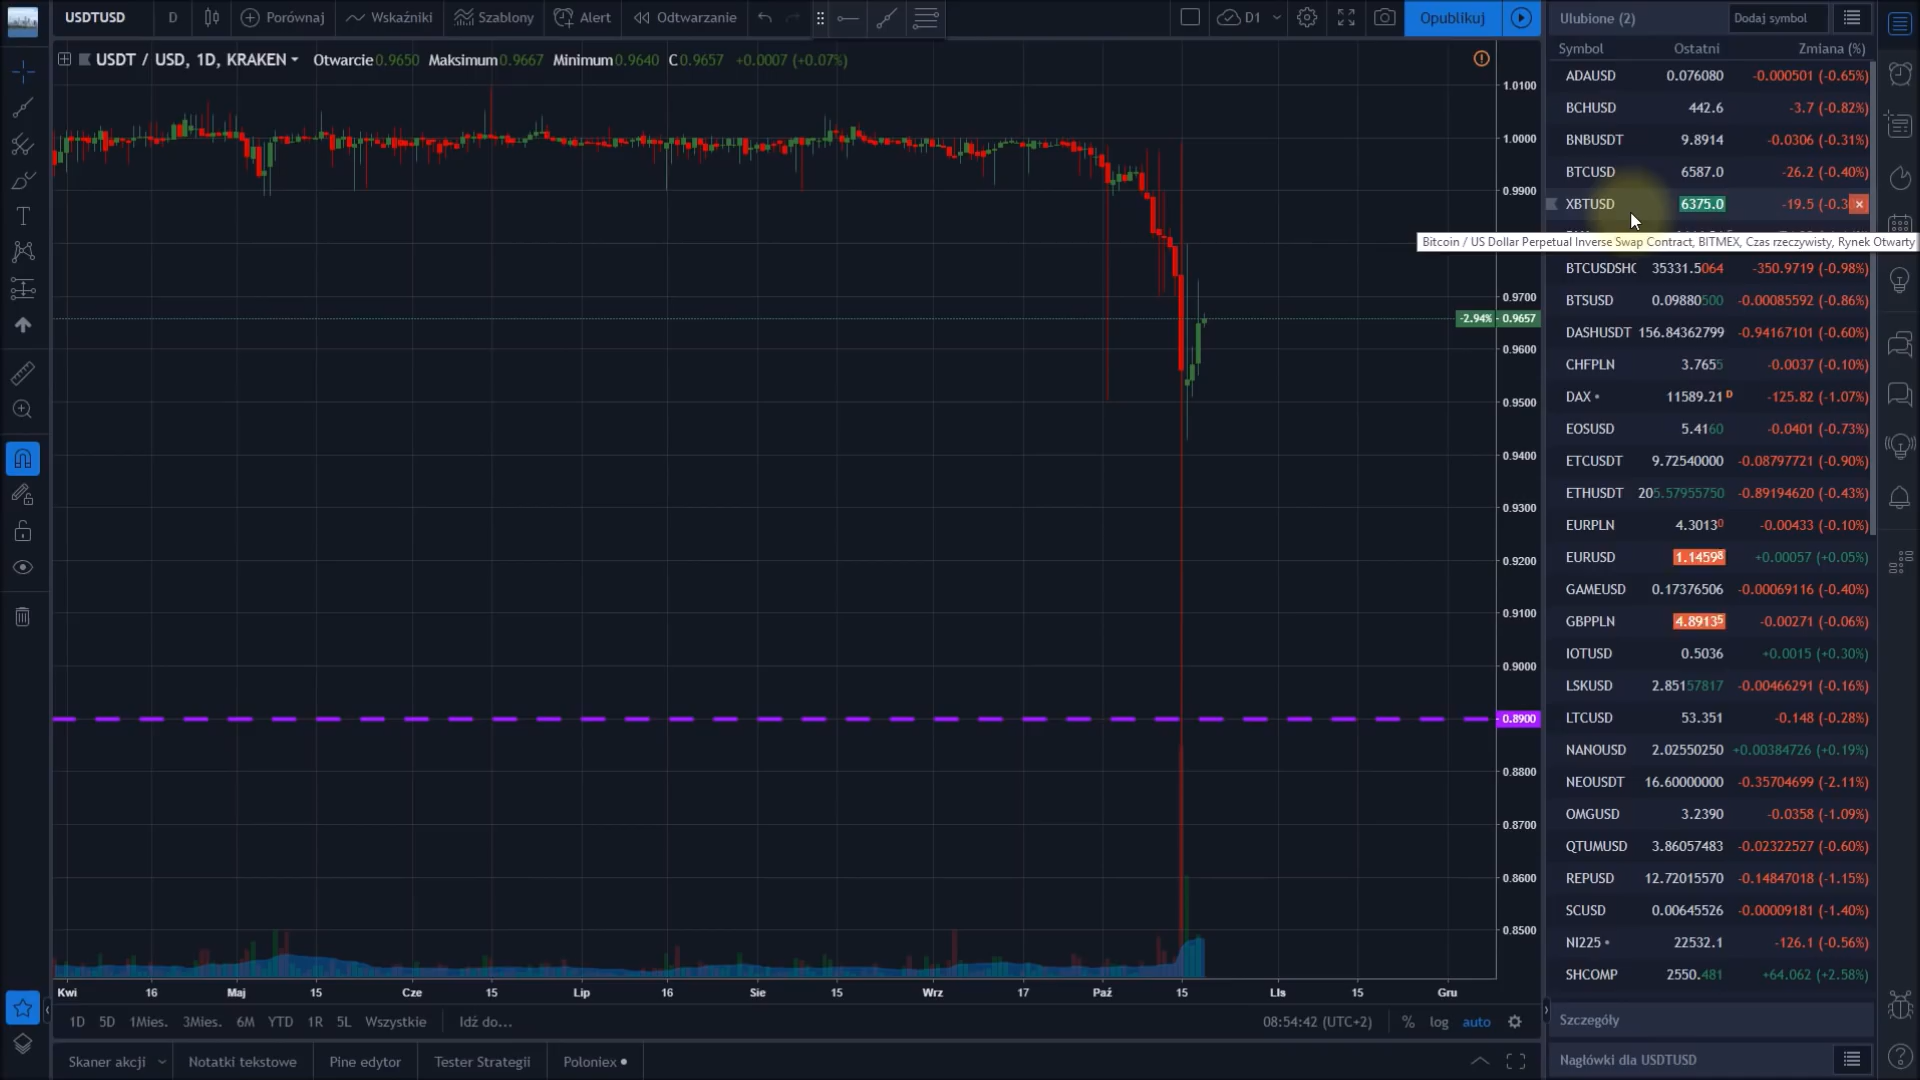 USDTUSD D Porównaj Wskaźniki Szablony Alert Odtwarzanie D1 Opublikuj
USDT / USD, 1D, KRAKEN Otwarcie 0.9650 Maksimum 0.9667 Minimum 0.9640 C 0.9657 +0.0007 (+0.07%)
1.0100
1.0000
0.9900
0.9700
-2.94% 0.9657
0.9600
0.9500
0.9400
0.9300
0.9200
0.9100
0.9000
0.8900
0.8800
0.8700
0.8600
0.8500
Kwi 16 Maj 15 Cze 15 Lip 16 Sie 15 Wrz 17 Paź 15 Lis 15 Gru
1D 5D 1Mies. 3Mies. 6M YTD 1R 5L Wszystkie Idź do... 08:54:42 (UTC+2) % log auto
Skaner akcji Notatki tekstowe Pine edytor Tester Strategii Poloniex
Ulubione (2) Dodaj symbol
Symbol Ostatni Zmiana (%)
ADAUSD 0.076080 -0.000501 (-0.65%)
BCHUSD 442.6 -3.7 (-0.82%)
BNBUSDT 9.8914 -0.0306 (-0.31%)
BTCUSD 6587.0 -26.2 (-0.40%)
XBTUSD 6375.0 -19.5 (-0.3
Bitcoin / US Dollar Perpetual Inverse Swap Contract, BITMEX, Czas rzeczywisty, Rynek Otwarty
BTCUSDSHO 35331.5064 -350.9719 (-0.98%)
BTSUSD 0.09880500 -0.00085592 (-0.86%)
DASHUSDT 156.84362799 -0.94167101 (-0.60%)
CHFPLN 3.7655 -0.0037 (-0.10%)
DAX 11589.21 D -125.82 (-1.07%)
EOSUSD 5.4160 -0.0401 (-0.73%)
ETCUSDT 9.72540000 -0.08797721 (-0.90%)
ETHUSDT 205.57955750 -0.89194620 (-0.43%)
EURPLN 4.30130 -0.00433 (-0.10%)
EURUSD 1.14598 +0.00057 (+0.05%)
GAMEUSD 0.17376506 -0.00069116 (-0.40%)
GBPPLN 4.89135 -0.00271 (-0.06%)
IOTUSD 0.5036 +0.0015 (+0.30%)
LSKUSD 2.85157817 -0.00466291 (-0.16%)
LTCUSD 53.351 -0.148 (-0.28%)
NANOUSD 2.02550250 +0.00384726 (+0.19%)
NEOUSDT 16.60000000 -0.35704699 (-2.11%)
OMGUSD 3.2390 -0.0358 (-1.09%)
QTUMUSD 3.86057483 -0.02322527 (-0.60%)
REPUSD 12.72015570 -0.14847018 (-1.15%)
SCUSD 0.00645526 -0.00009181 (-1.40%)
NI225 22532.1 -126.1 (-0.56%)
SHCOMP 2550.481 +64.062 (+2.58%)
Szczegóły
Nagłówki dla USDTUSD